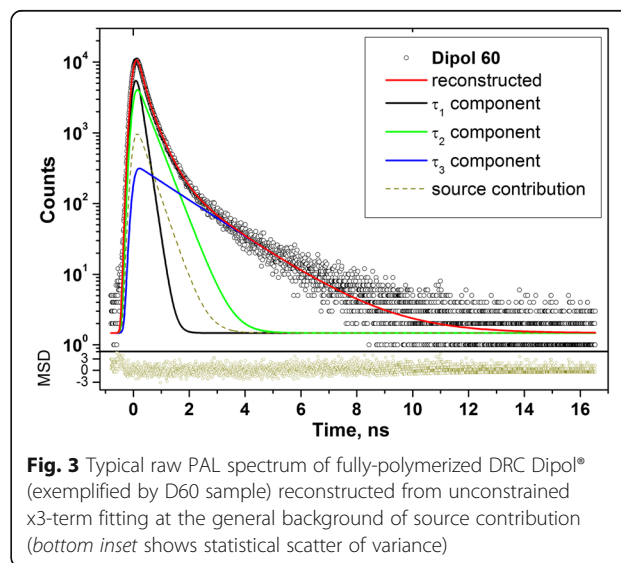 Counts
10⁴
10³
10²
10¹
10⁰
Dipol 60
reconstructed
τ₁ component
τ₂ component
τ₃ component
source contribution
MSD
3
0
-3
0 2 4 6 8 10 12 14 16
Time, ns
Fig. 3 Typical raw PAL spectrum of fully-polymerized DRC Dipol®
(exemplified by D60 sample) reconstructed from unconstrained
x3-term fitting at the general background of source contribution
(bottom inset shows statistical scatter of variance)